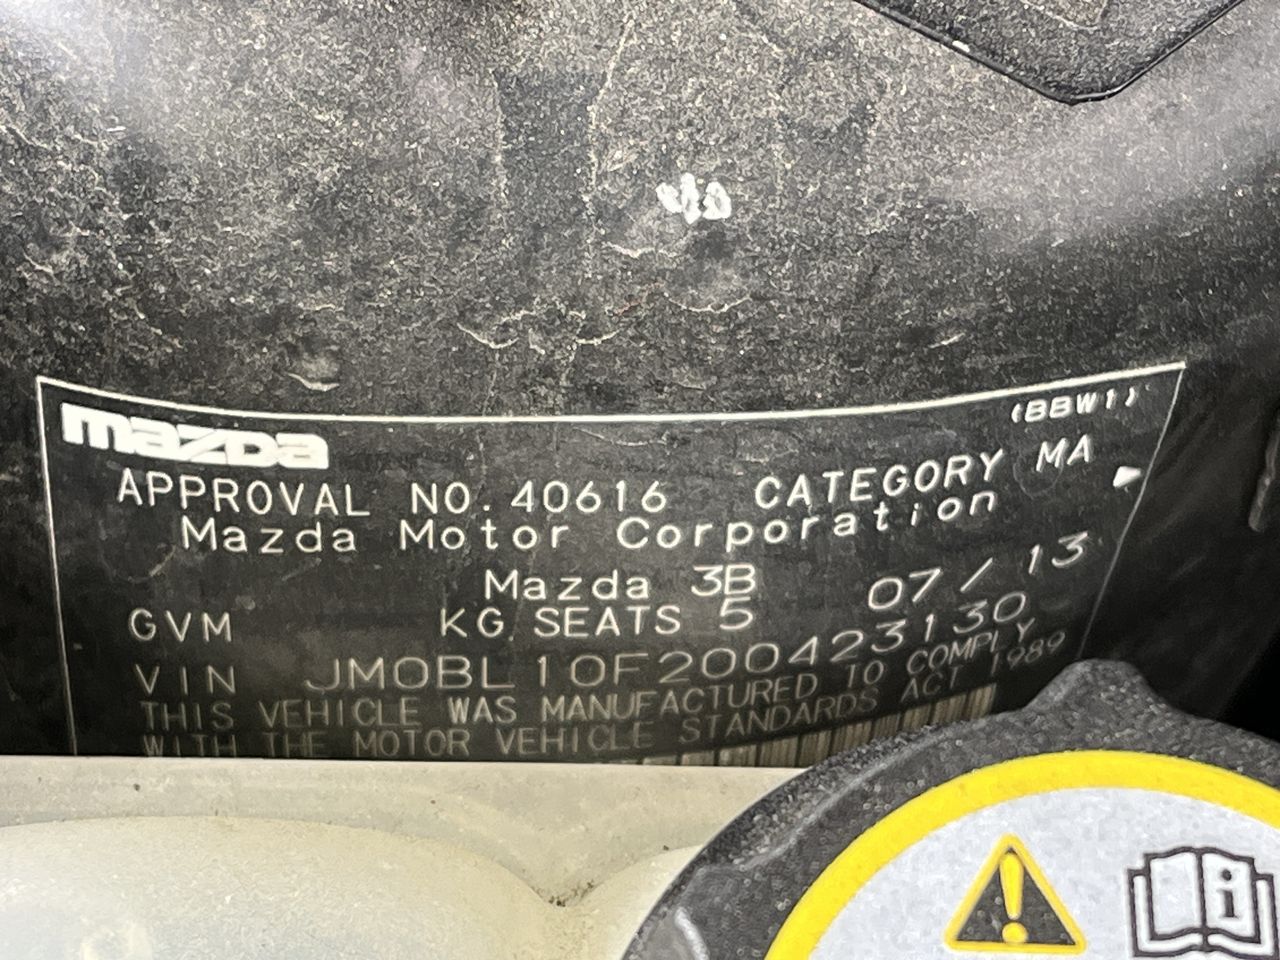 mazda
(BBW1)
APPROVAL NO. 40616 CATEGORY MA
Mazda Motor Corporation
Mazda 3B 07/13
GVM KG. SEATS 5
VIN JM0BL10F200423130
THIS VEHICLE WAS MANUFACTURED TO COMPLY
WITH THE MOTOR VEHICLE STANDARDS ACT 1989